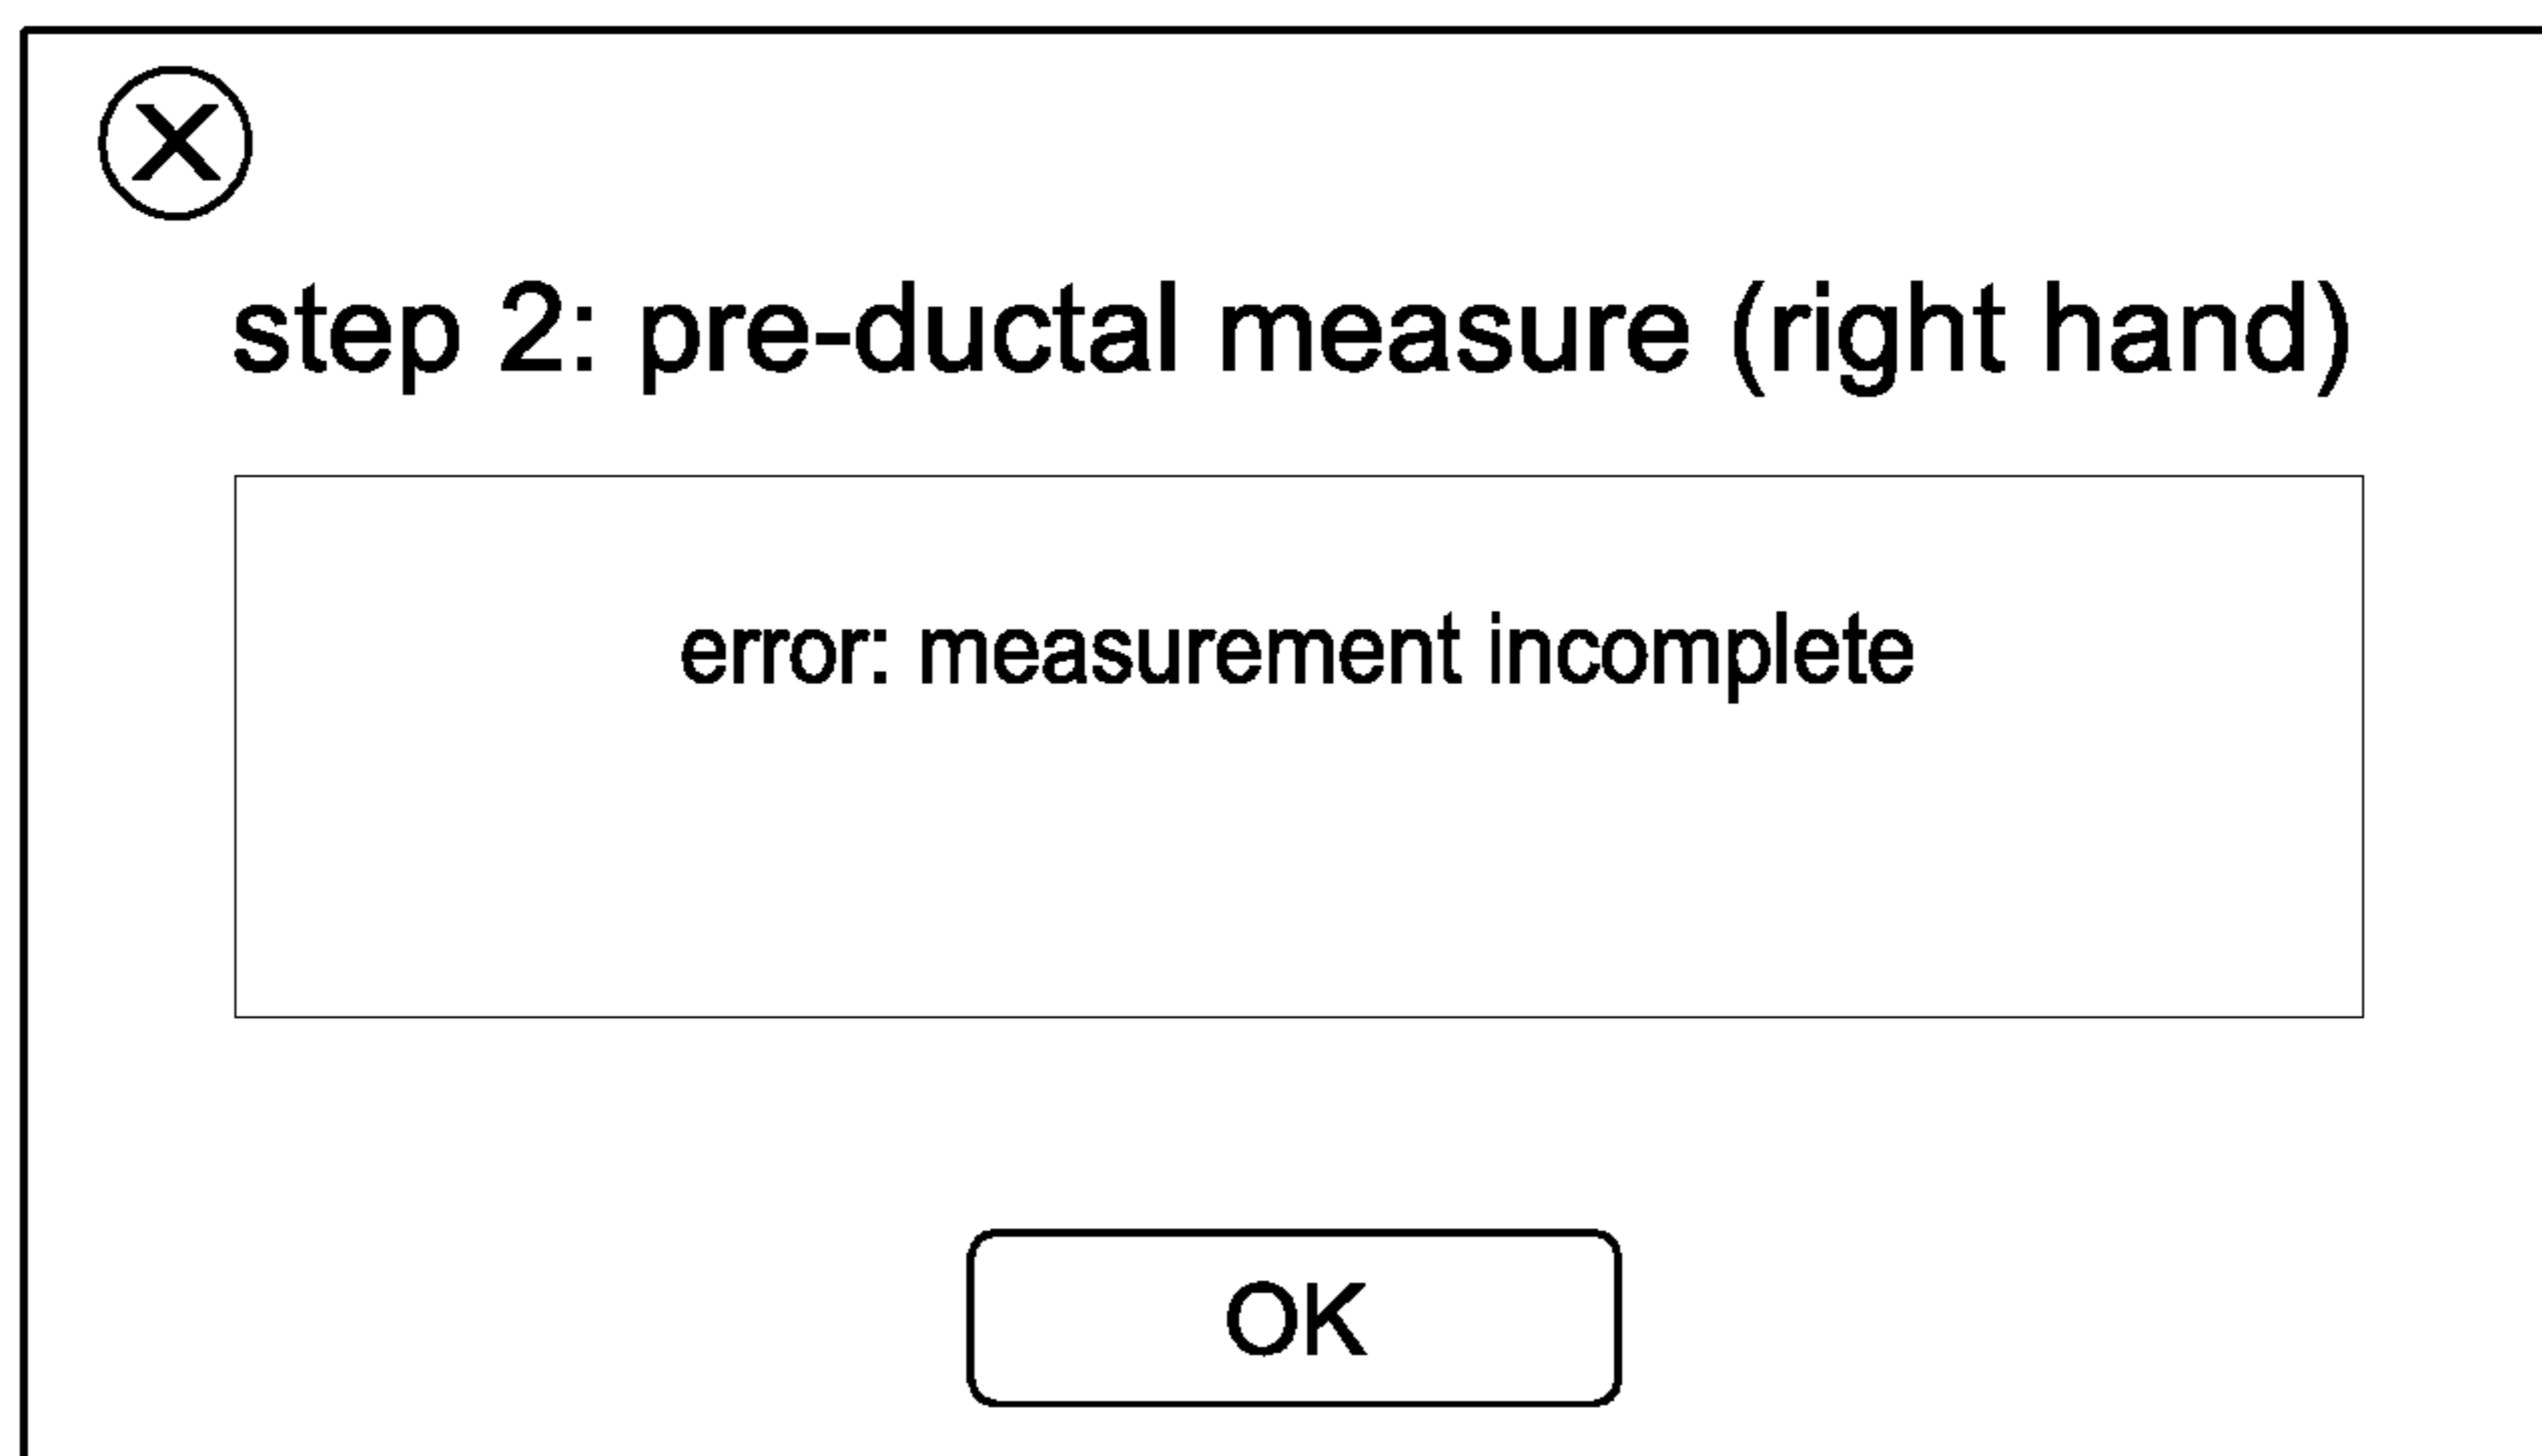 X
step 2: pre-ductal measure (right hand)
error: measurement incomplete
OK